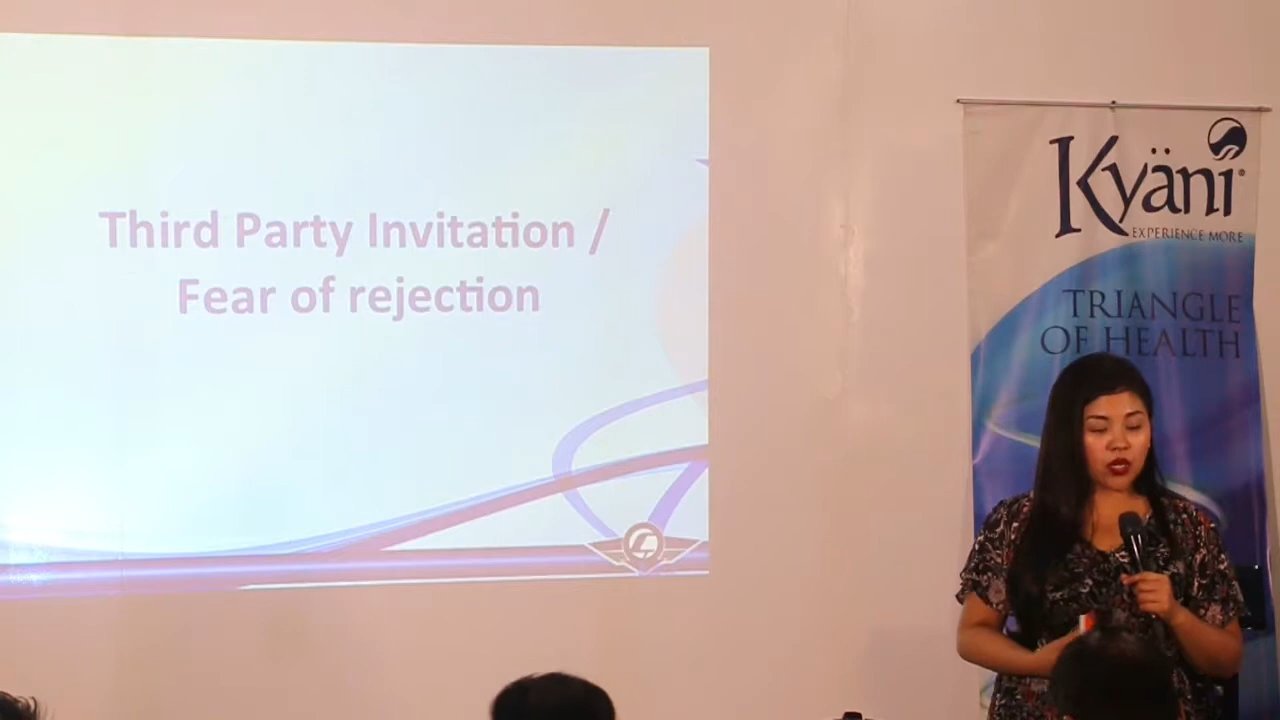 Third Party Invitation /
Fear of rejection
Kyäni®
EXPERIENCE MORE
TRIANGLE
OF HEALTH